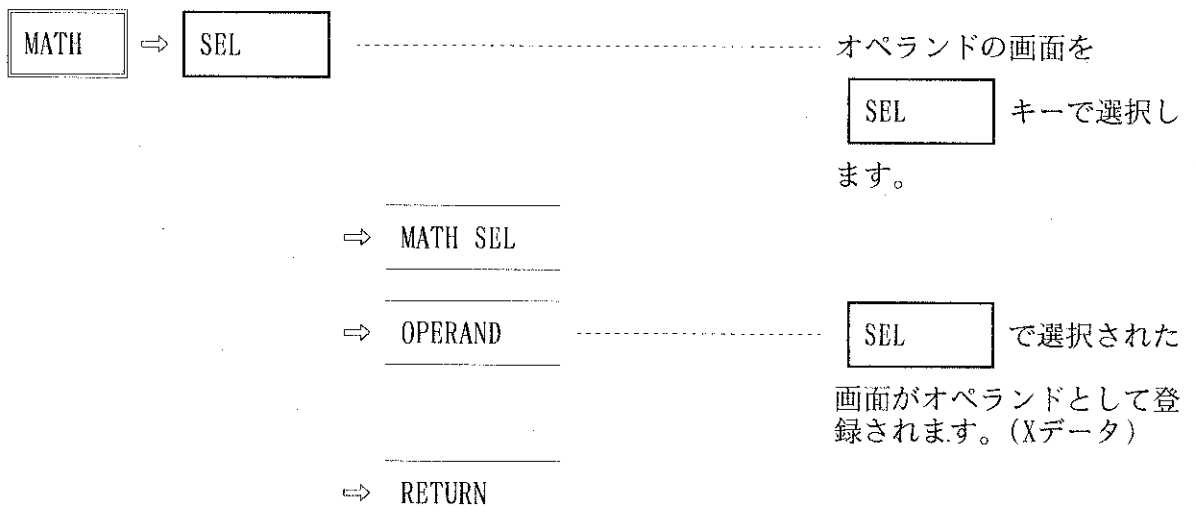 MATH ⇨ SEL オペランドの画面を
SEL キーで選択し
ます。
⇨ MATH SEL
⇨ OPERAND SEL で選択された
画面がオペランドとして登
録されます。(Xデータ)
⇨ RETURN